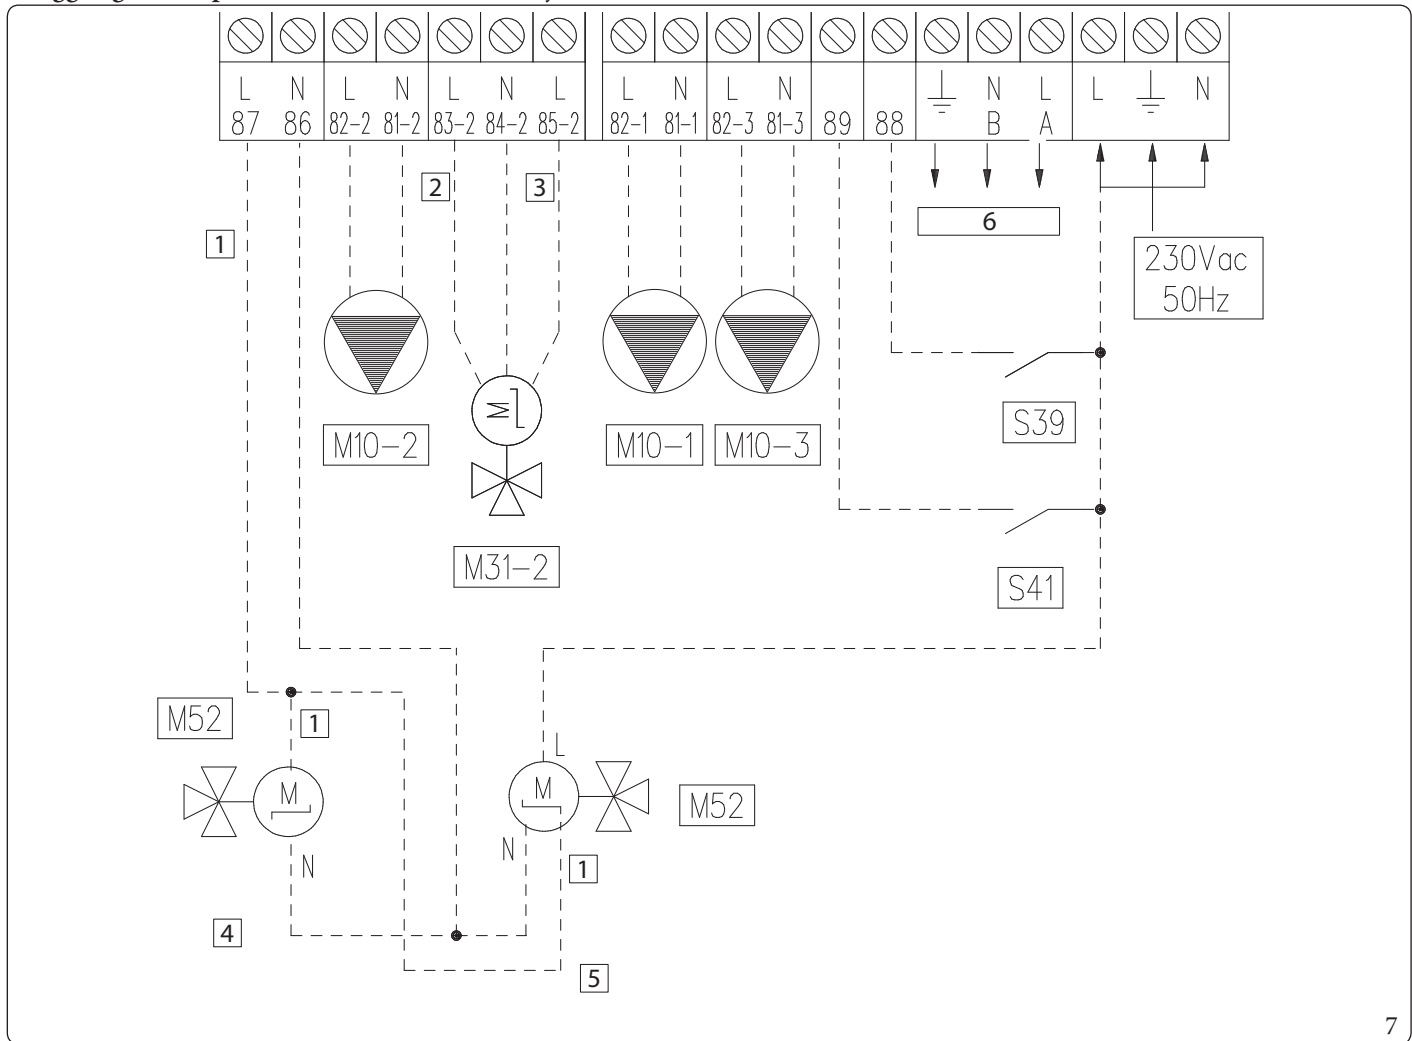 L N L N L N L L N L N N L L N
87 86 82-2 81-2 83-2 84-2 85-2 82-1 81-1 82-3 81-3 89 88 B A
2 3
1 6
230Vac
50Hz
S39
M10-2 M10-1 M10-3
M
M31-2
S41
M52 1
L
M M
M52
N N
1
4
5
7